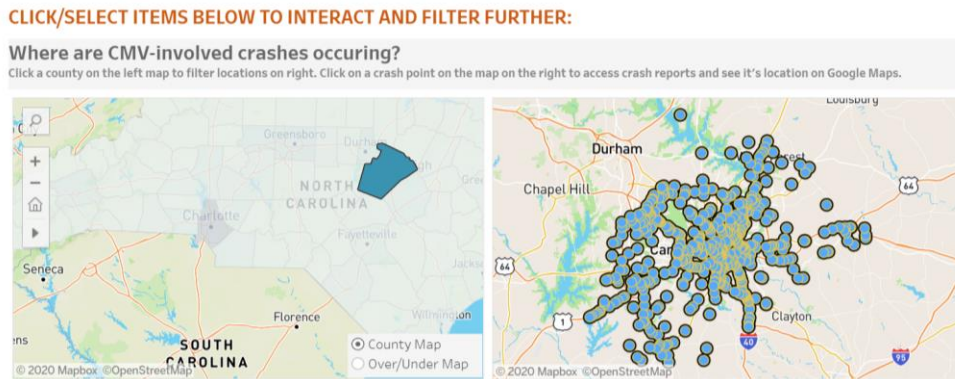 CLICK/SELECT ITEMS BELOW TO INTERACT AND FILTER FURTHER:
Where are CMV-involved crashes occuring?
Click a county on the left map to filter locations on right. Click on a crash point on the map on the right to access crash reports and see it's location on Google Maps.
Greensboro
NORTH
CAROLINA
Charlotte
Fayetteville
Seneca
Florence
SOUTH
CAROLINA
County Map
Over/Under Map
© 2020 Mapbox ©OpenStreetMap
Louisburg
Durham
Chapel Hill
64
64
1
Clayton
40
95
© 2020 Mapbox ©OpenStreetMap